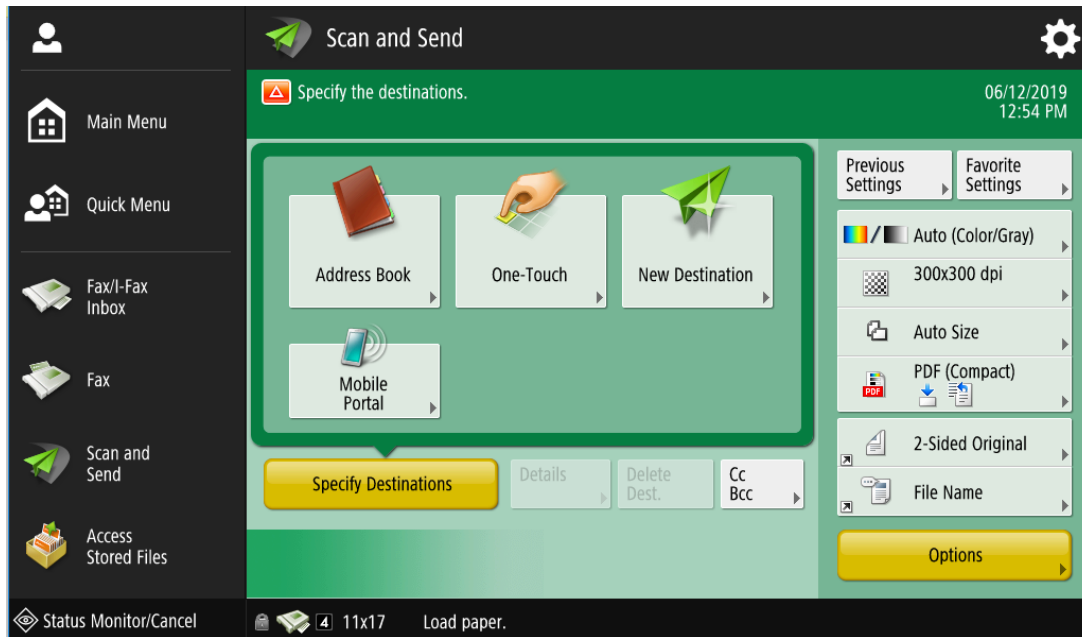 Scan and Send
Specify the destinations.
06/12/2019
12:54 PM
Main Menu
Quick Menu
Fax/I-Fax
Inbox
Fax
Scan and
Send
Access
Stored Files
Status Monitor/Cancel
Address Book
One-Touch
New Destination
Mobile
Portal
Specify Destinations
Details
Delete
Dest.
Cc
Bcc
Previous
Settings
Favorite
Settings
Auto (Color/Gray)
300x300 dpi
Auto Size
PDF (Compact)
PDF
2-Sided Original
File Name
Options
4 11x17 Load paper.